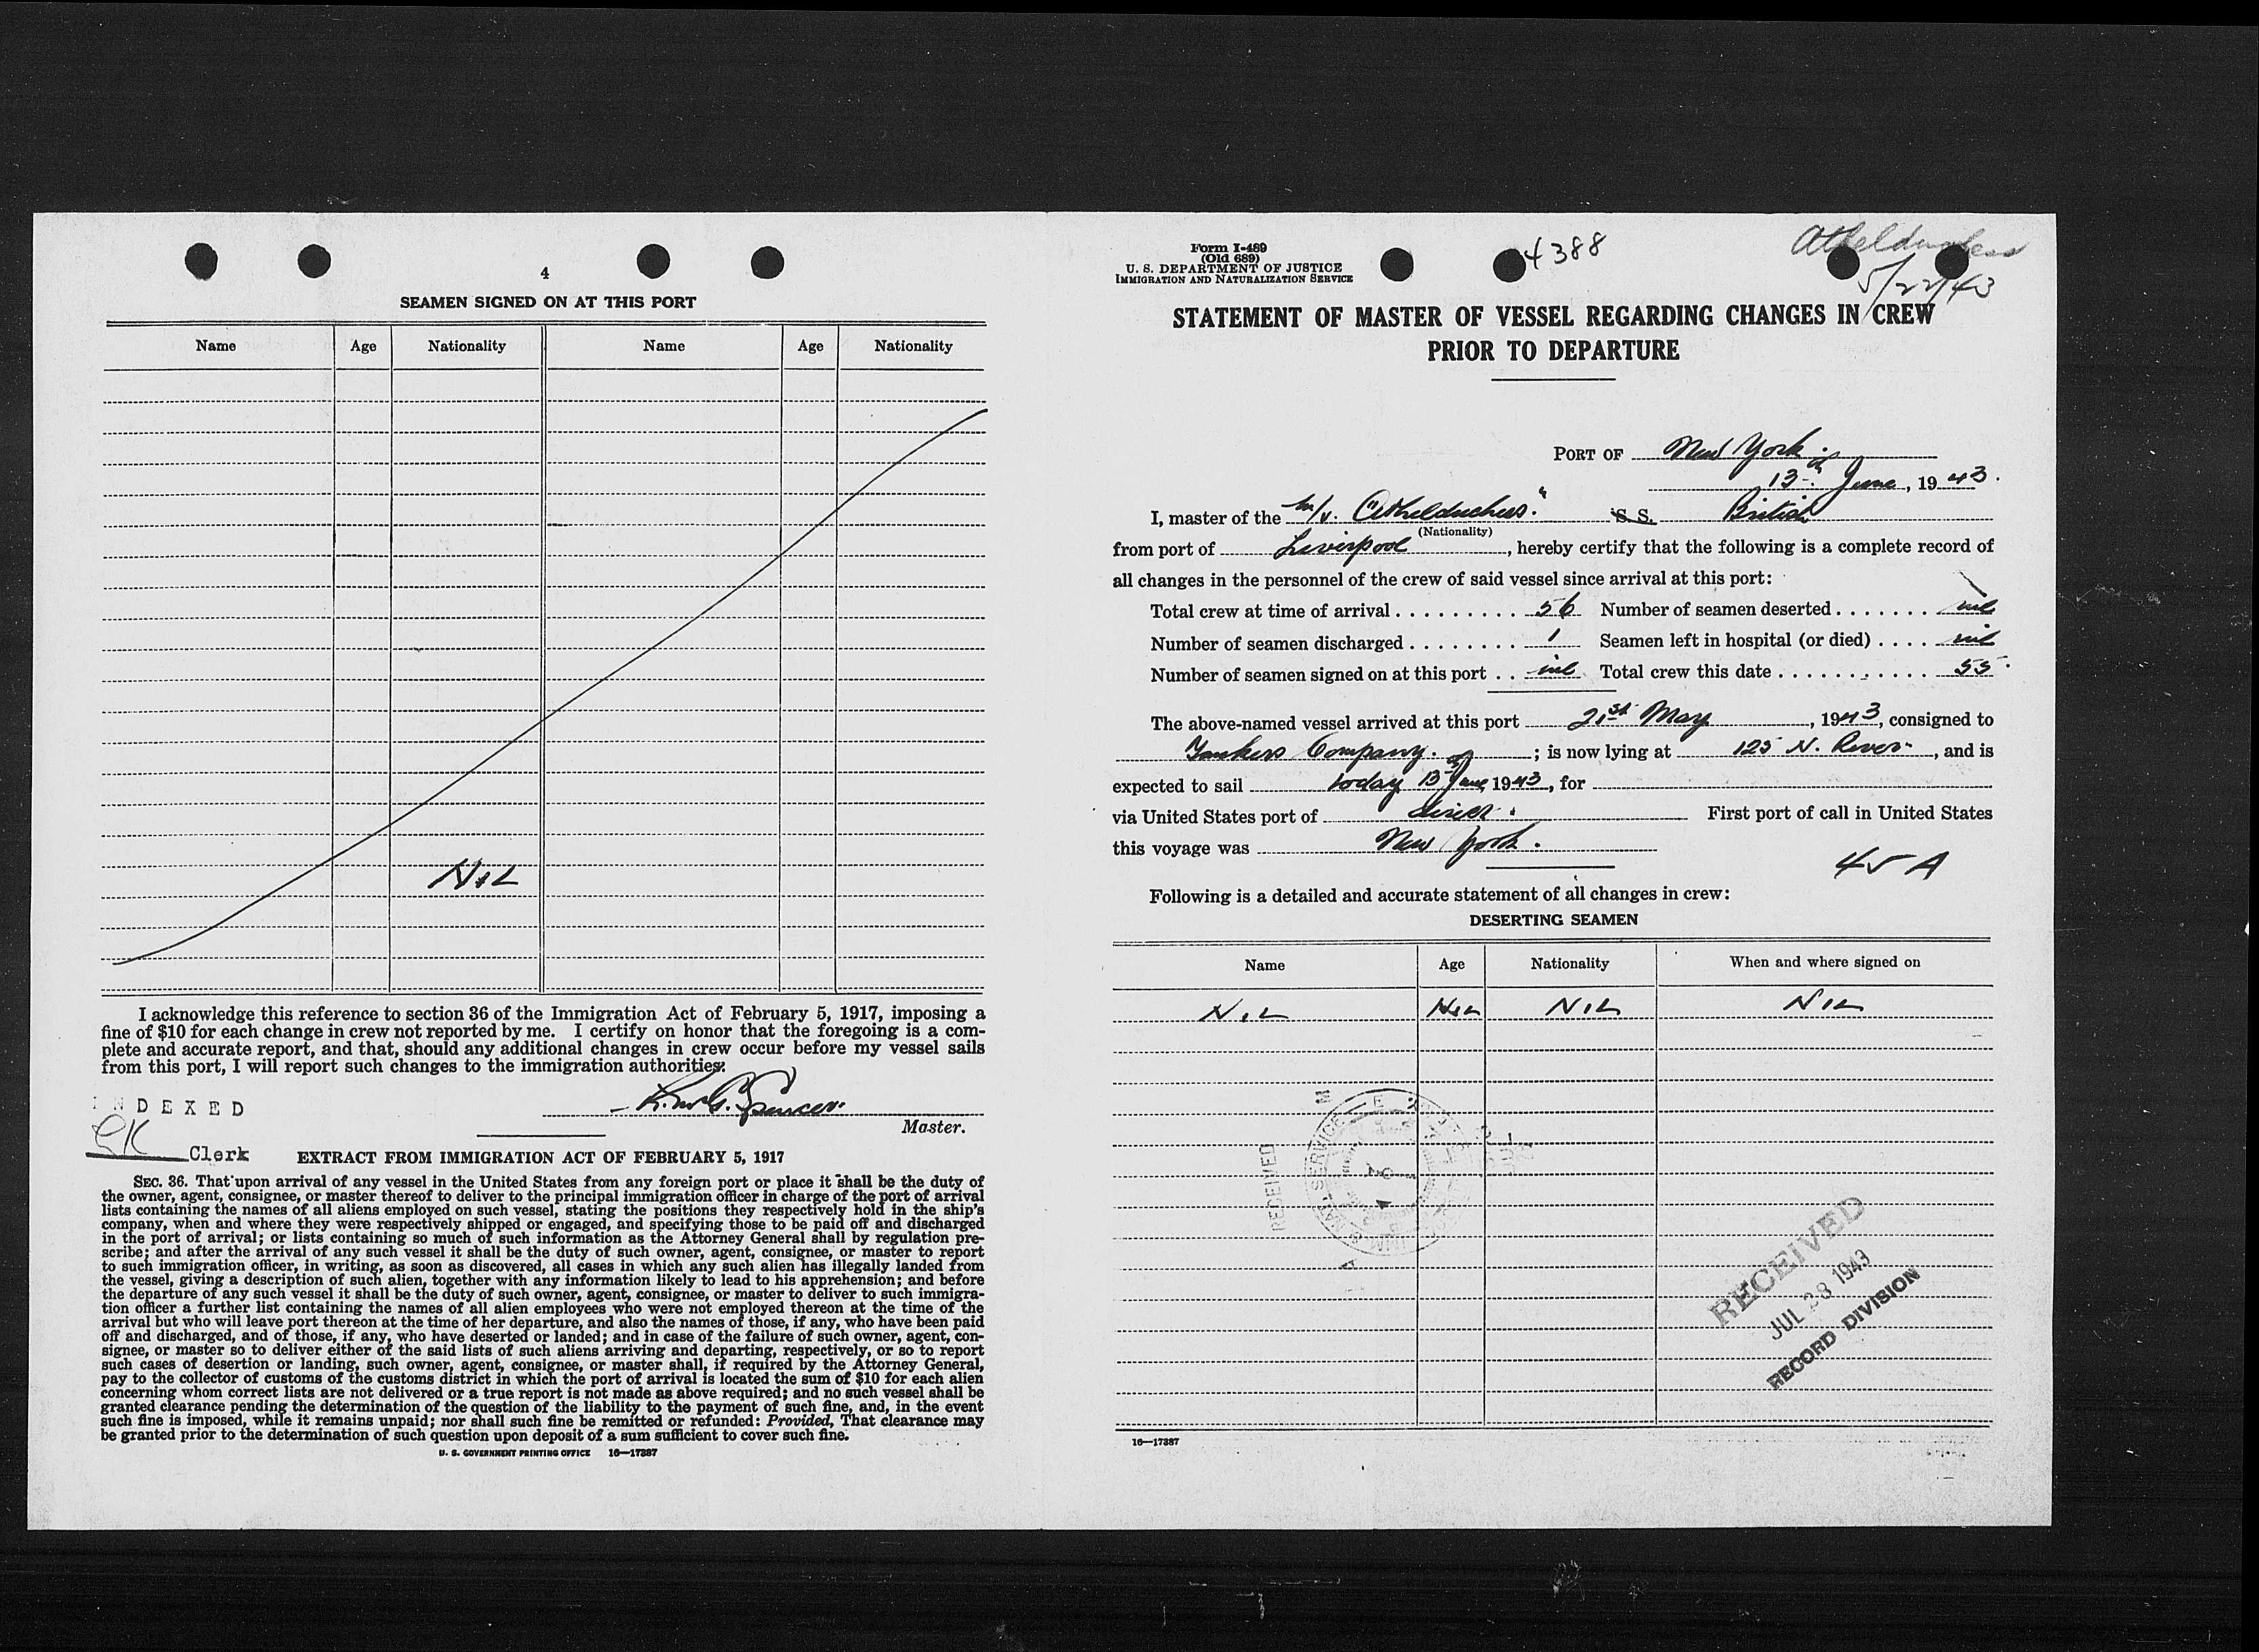 4
SEAMEN SIGNED ON AT THIS PORT
Name Age Nationality Name Age Nationality
NIL
I acknowledge this reference to section 36 of the Immigration Act of February 5, 1917, imposing a
fine of $10 for each change in crew not reported by me. I certify on honor that the foregoing is a com-
plete and accurate report, and that, should any additional changes in crew occur before my vessel sails
from this port, I will report such changes to the immigration authorities.
Spencer
Master.
INDEXED
Clerk
EXTRACT FROM IMMIGRATION ACT OF FEBRUARY 5, 1917
SEC. 36. That upon arrival of any vessel in the United States from any foreign port or place it shall be the duty of
the owner, agent, consignee, or master thereof to deliver to the principal immigration officer in charge of the port of arrival
lists containing the names of all aliens employed on such vessel, stating the positions they respectively hold in the ship's
company, when and where they were respectively shipped or engaged, and specifying those to be paid off and discharged
in the port of arrival; or lists containing so much of such information as the Attorney General shall by regulation pre-
scribe; and after the arrival of any such vessel it shall be the duty of such owner, agent, consignee, or master to report
to such immigration officer, in writing, as soon as discovered, all cases in which any such alien has illegally landed from
the vessel, giving a description of such alien, together with any information likely to lead to his apprehension; and before
the departure of any such vessel it shall be the duty of such owner, agent, consignee, or master to deliver to such immigra-
tion officer a further list containing the names of all alien employees who were not employed thereon at the time of the
arrival but who will leave port thereon at the time of her departure, and also the names of those, if any, who have been paid
off and discharged, and of those, if any, who have deserted or landed; and in case of the failure of such owner, agent, con-
signee, or master so to deliver either of the said lists of such aliens arriving and departing, respectively, or so to report
such cases of desertion or landing, such owner, agent, consignee, or master shall, if required by the Attorney General,
pay to the collector of customs of the customs district in which the port of arrival is located the sum of $10 for each alien
concerning whom correct lists are not delivered or a true report is not made as above required; and no such vessel shall be
granted clearance pending the determination of the question of the liability to the payment of such fine, and, in the event
such fine is imposed, while it remains unpaid; nor shall such fine be remitted or refunded: Provided, That clearance may
be granted prior to the determination of such question upon deposit of a sum sufficient to cover such fine.
U. S. GOVERNMENT PRINTING OFFICE 16—17387
Form I-489
(Old 689)
U. S. DEPARTMENT OF JUSTICE
IMMIGRATION AND NATURALIZATION SERVICE
4388
Athelduchess
5/22/43
STATEMENT OF MASTER OF VESSEL REGARDING CHANGES IN CREW
PRIOR TO DEPARTURE
PORT OF New York.
13th June, 1943.
I, master of the M/V. "Athelduchess." S. S. British
(Nationality)
from port of Liverpool, hereby certify that the following is a complete record of
all changes in the personnel of the crew of said vessel since arrival at this port:
Total crew at time of arrival 56 Number of seamen deserted nil
Number of seamen discharged 1 Seamen left in hospital (or died) nil
Number of seamen signed on at this port nil Total crew this date 55.
The above-named vessel arrived at this port 21st May, 1943, consigned to
Tankers Company.; is now lying at 125 N. River, and is
expected to sail today 13th June 1943, for
via United States port of direct. First port of call in United States
this voyage was New York.
45 A
Following is a detailed and accurate statement of all changes in crew:
DESERTING SEAMEN
Name Age Nationality When and where signed on
NIL NIL NIL NIL
RECEIVED
RECEIVED
JUL 28 1943
RECORD DIVISION
16—17387